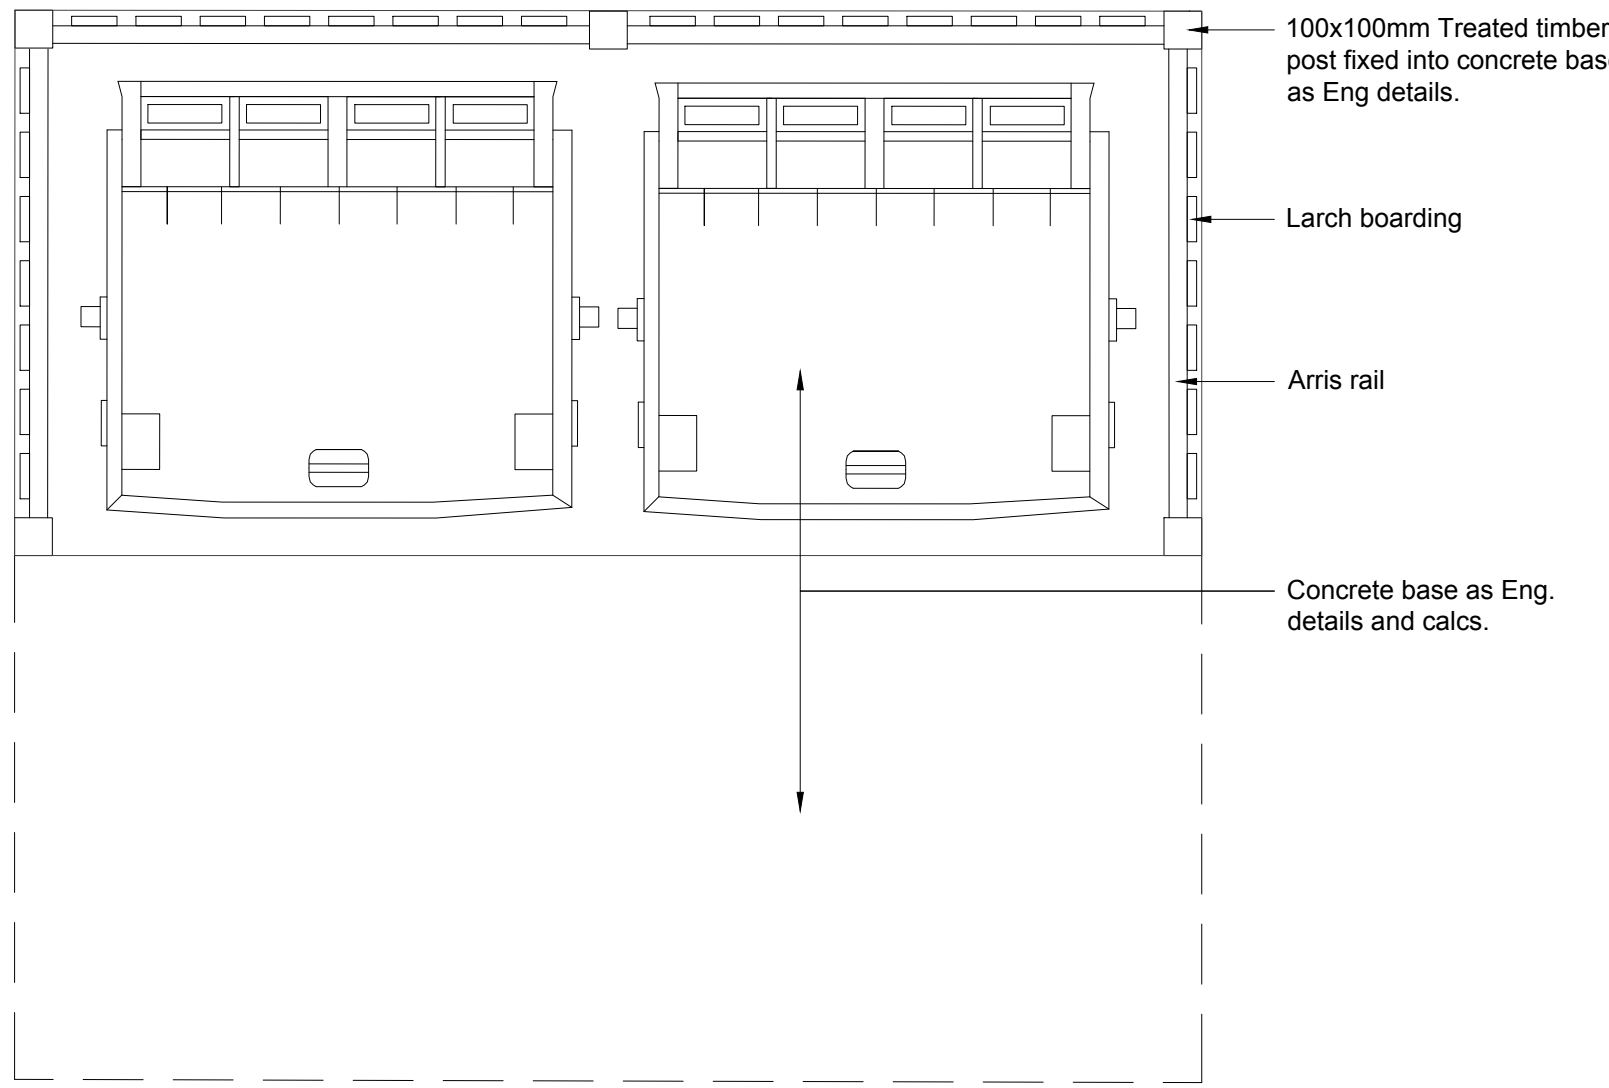 100x100mm Treated timber
post fixed into concrete base
as Eng details.
Larch boarding
Arris rail
Concrete base as Eng.
details and calcs.